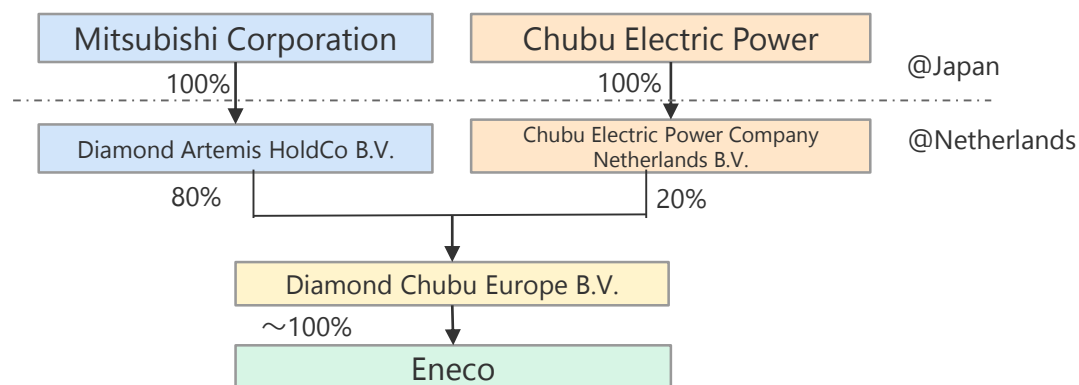 Mitsubishi Corporation
Chubu Electric Power
@Japan
100%
100%
Diamond Artemis HoldCo B.V.
Chubu Electric Power Company
Netherlands B.V.
@Netherlands
80%
20%
Diamond Chubu Europe B.V.
～100%
Eneco